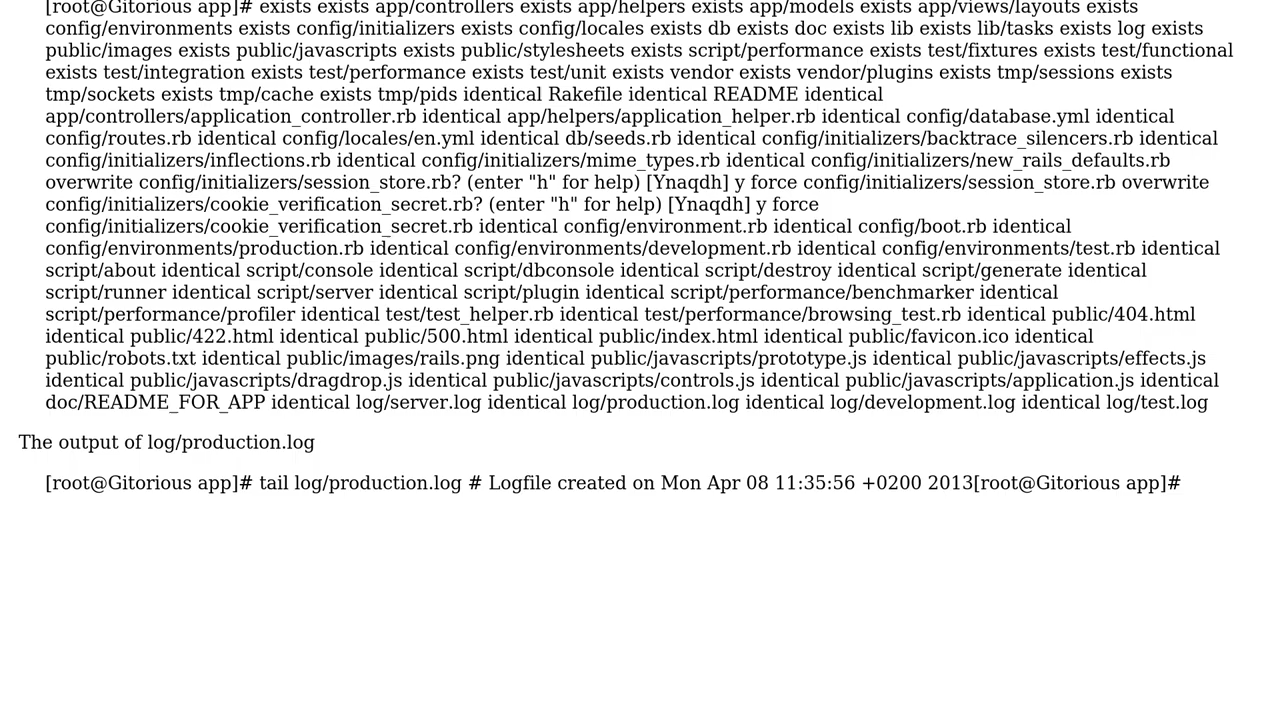 [root@Gitorious app]# exists exists app/controllers exists app/helpers exists app/models exists app/views/layouts exists
config/environments exists config/initializers exists config/locales exists db exists doc exists lib exists lib/tasks exists log exists
public/images exists public/javascripts exists public/stylesheets exists script/performance exists test/fixtures exists test/functional
exists test/integration exists test/performance exists test/unit exists vendor exists vendor/plugins exists tmp/sessions exists
tmp/sockets exists tmp/cache exists tmp/pids identical Rakefile identical README identical
app/controllers/application_controller.rb identical app/helpers/application_helper.rb identical config/database.yml identical
config/routes.rb identical config/locales/en.yml identical db/seeds.rb identical config/initializers/backtrace_silencers.rb identical
config/initializers/inflections.rb identical config/initializers/mime_types.rb identical config/initializers/new_rails_defaults.rb
overwrite config/initializers/session_store.rb? (enter "h" for help) [Ynaqdh] y force config/initializers/session_store.rb overwrite
config/initializers/cookie_verification_secret.rb? (enter "h" for help) [Ynaqdh] y force
config/initializers/cookie_verification_secret.rb identical config/environment.rb identical config/boot.rb identical
config/environments/production.rb identical config/environments/development.rb identical config/environments/test.rb identical
script/about identical script/console identical script/dbconsole identical script/destroy identical script/generate identical
script/runner identical script/server identical script/plugin identical script/performance/benchmarker identical
script/performance/profiler identical test/test_helper.rb identical test/performance/browsing_test.rb identical public/404.html
identical public/422.html identical public/500.html identical public/index.html identical public/favicon.ico identical
public/robots.txt identical public/images/rails.png identical public/javascripts/prototype.js identical public/javascripts/effects.js
identical public/javascripts/dragdrop.js identical public/javascripts/controls.js identical public/javascripts/application.js identical
doc/README_FOR_APP identical log/server.log identical log/production.log identical log/development.log identical log/test.log
The output of log/production.log
[root@Gitorious app]# tail log/production.log # Logfile created on Mon Apr 08 11:35:56 +0200 2013[root@Gitorious app]#